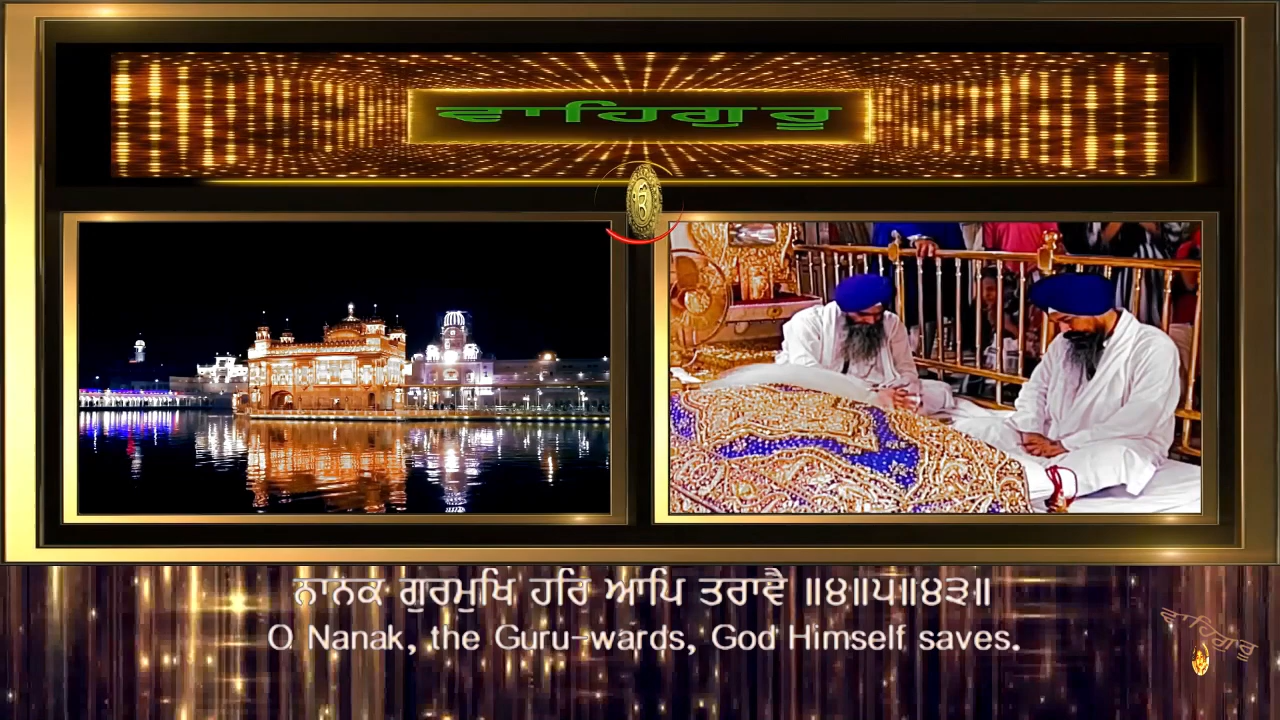 ਵਾਹਿਗੁਰੂ
ੴ
ਨਾਨਕ ਗੁਰਮੁਖਿ ਹਰਿ ਆਪਿ ਤਰਾਵੈ ॥੪॥੫॥੪੩॥
O Nanak, the Guru-wards, God Himself saves.
ਵਾਹਿਗੁਰੂ